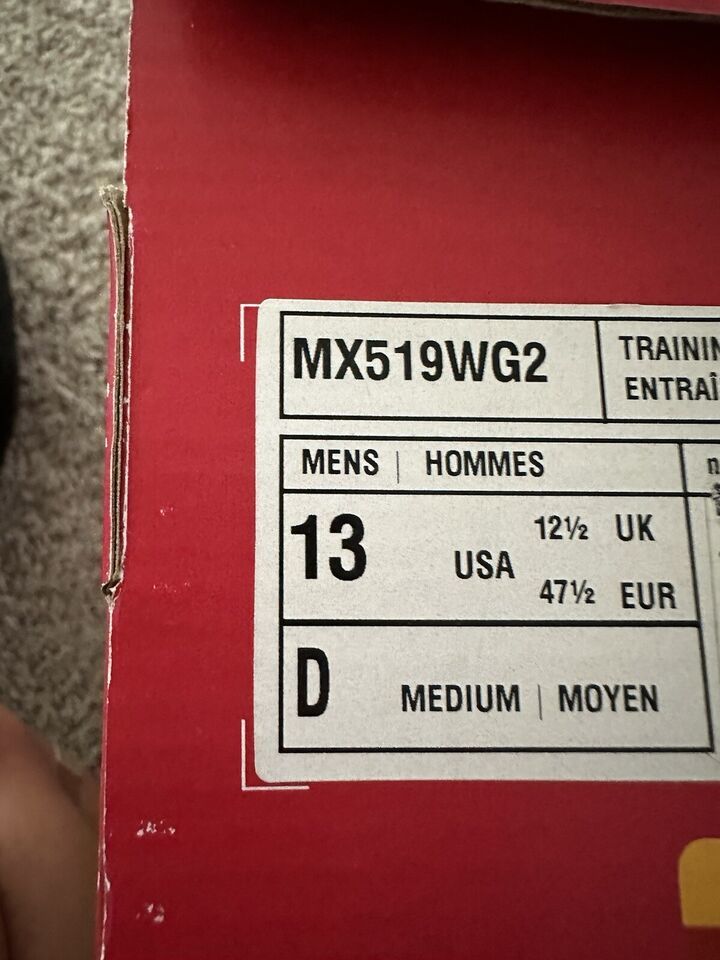 MX519WG2
MENS | HOMMES
13 USA
12½ UK
47½ EUR
D MEDIUM | MOYEN